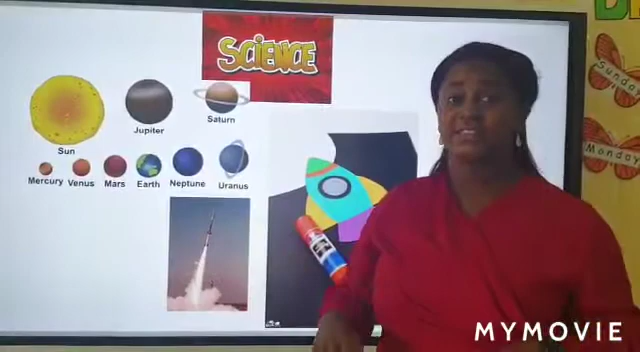 SCIENCE
Sun
Jupiter
Saturn
Mercury
Venus
Mars
Earth
Neptune
Uranus
Sunday
Monday
MYMOVIE